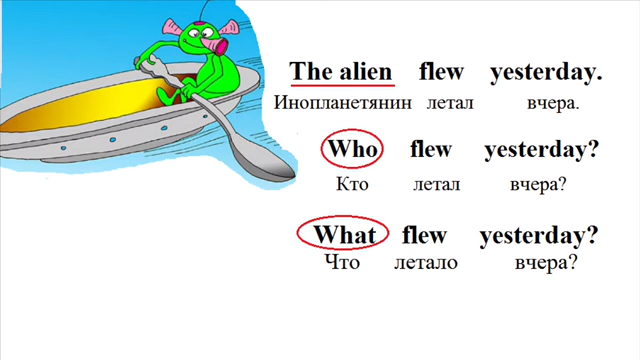 The alien flew yesterday.
Инопланетянин летал вчера.
Who flew yesterday?
Кто летал вчера?
What flew yesterday?
Что летало вчера?